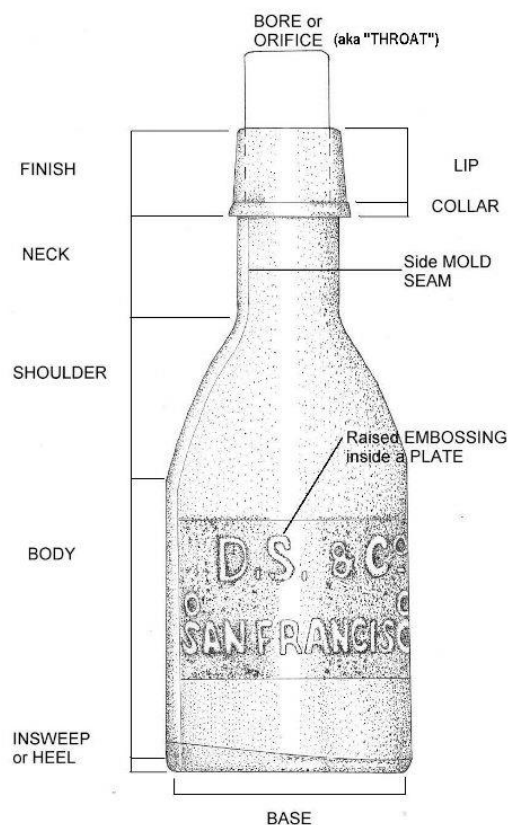 BORE or
ORIFICE (aka "THROAT")
FINISH
LIP
COLLAR
NECK
Side MOLD
SEAM
SHOULDER
Raised EMBOSSING
inside a PLATE
BODY
D.S. & Co
SAN FRANCISC
INSWEEP
or HEEL
BASE